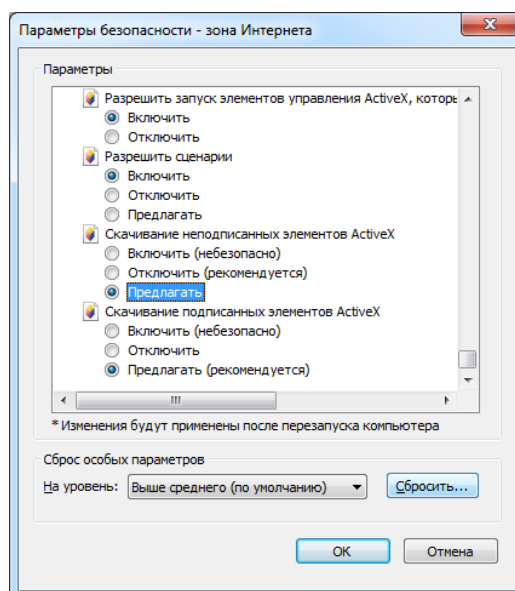 Параметры безопасности - зона Интернета
Параметры
Разрешить запуск элементов управления ActiveX, которы
Включить
Отключить
Разрешить сценарии
Включить
Отключить
Предлагать
Скачивание неподписанных элементов ActiveX
Включить (небезопасно)
Отключить (рекомендуется)
Предлагать
Скачивание подписанных элементов ActiveX
Включить (небезопасно)
Отключить
Предлагать (рекомендуется)
* Изменения будут применены после перезапуска компьютера
Сброс особых параметров
На уровень: Выше среднего (по умолчанию) Сбросить...
ОК Отмена